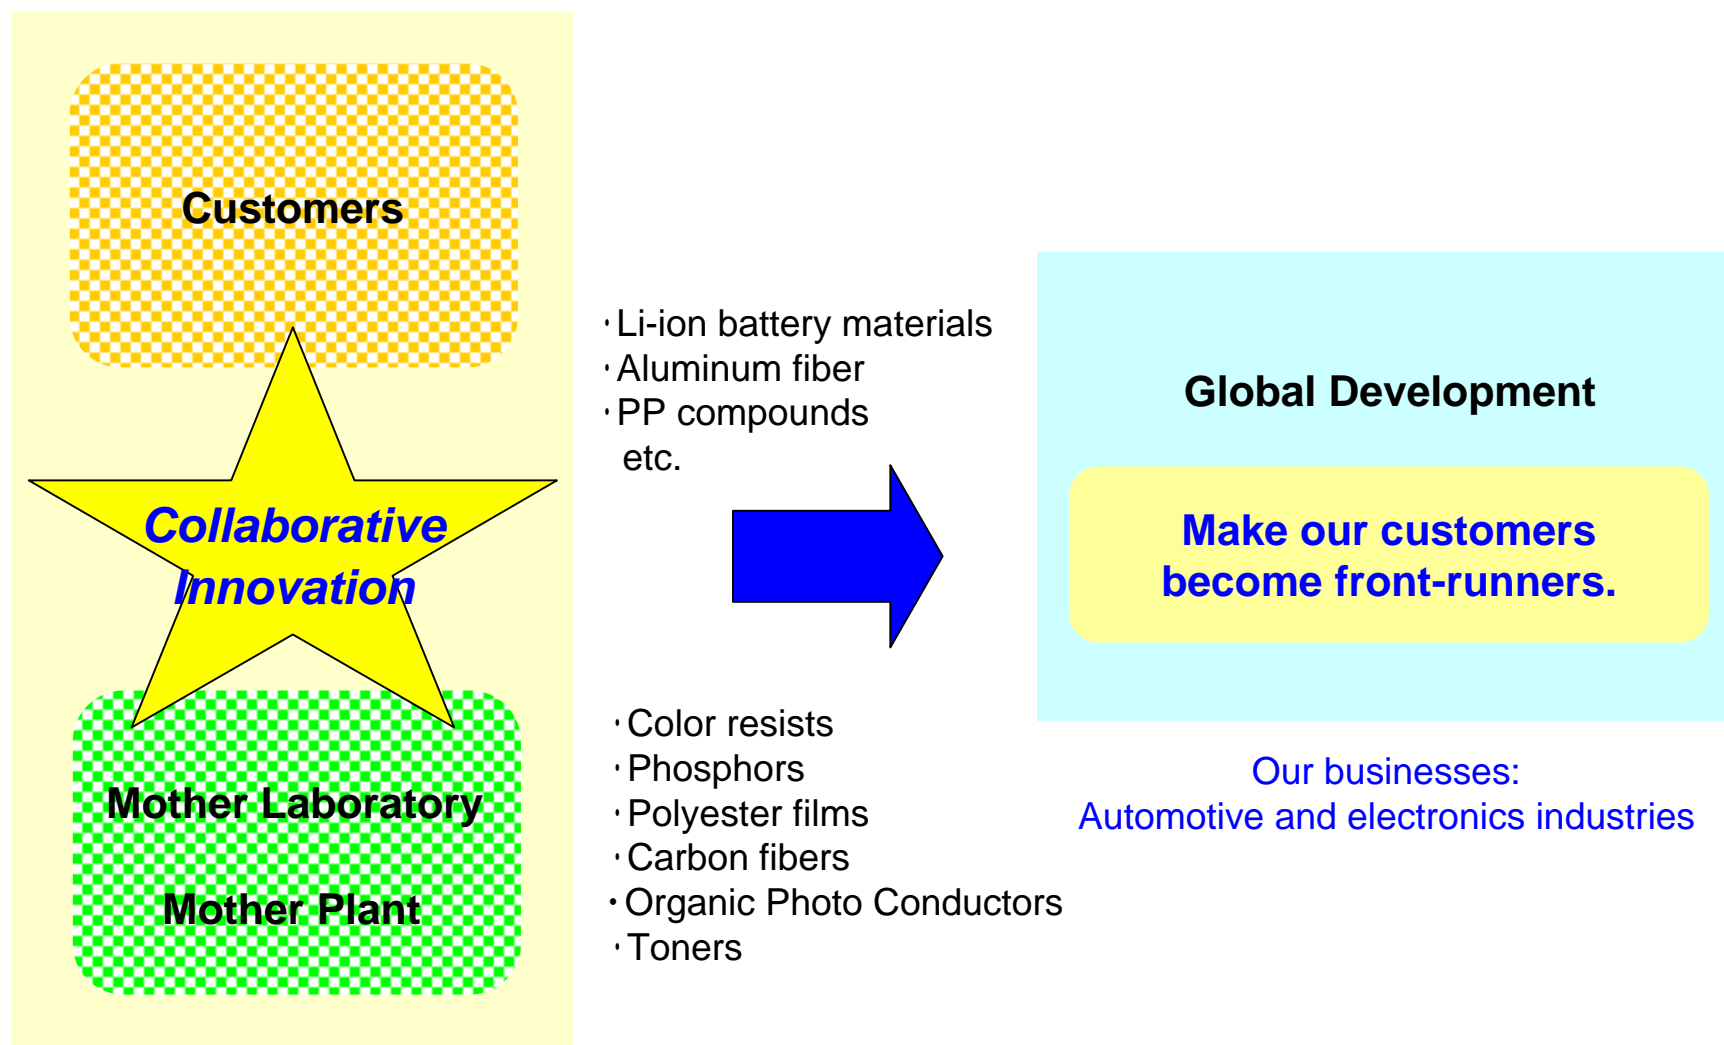 Customers
Collaborative
Innovation
Mother Laboratory
Mother Plant
・Li-ion battery materials
・Aluminum fiber
・PP compounds
etc.
・Color resists
・Phosphors
・Polyester films
・Carbon fibers
・Organic Photo Conductors
・Toners
Global Development
Make our customers
become front-runners.
Our businesses:
Automotive and electronics industries